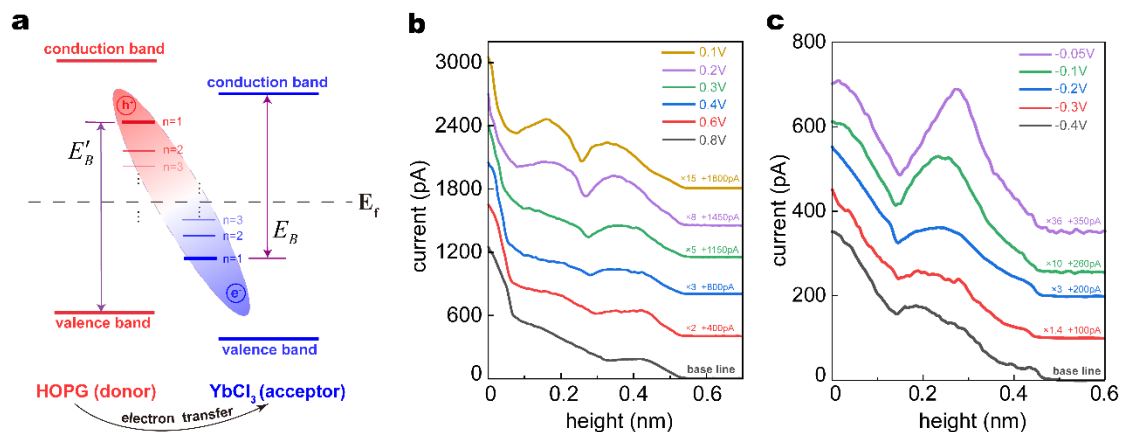 a
conduction band
conduction band
h⁺
n=1
n=2
n=3
E'_B
E_f
n=3
n=2
n=1
E_B
e⁻
valence band
valence band
HOPG (donor)
YbCl₃ (acceptor)
electron transfer
b
current (pA)
3000
2400
1800
1200
600
0
0.1V
0.2V
0.3V
0.4V
0.6V
0.8V
×15 +1800pA
×8 +1450pA
×5 +1150pA
×3 +800pA
×2 +400pA
base line
0 0.2 0.4 0.6
height (nm)
c
current (pA)
800
600
400
200
0
-0.05V
-0.1V
-0.2V
-0.3V
-0.4V
×36 +350pA
×10 +260pA
×3 +200pA
×1.4 +100pA
base line
0.0 0.2 0.4 0.6
height (nm)